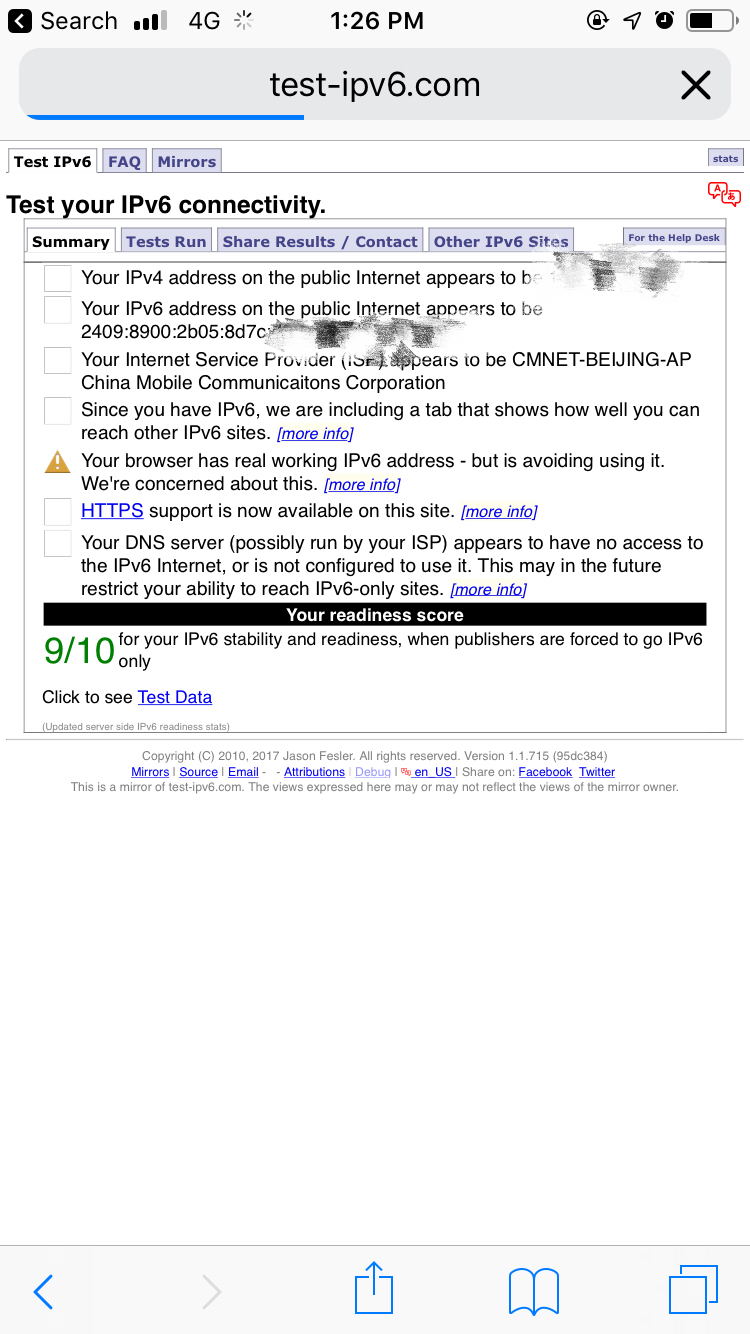 Search 4G 1:26 PM
test-ipv6.com
Test IPv6 FAQ Mirrors stats
Test your IPv6 connectivity.
Summary Tests Run Share Results / Contact Other IPv6 Sites For the Help Desk
Your IPv4 address on the public Internet appears to be
Your IPv6 address on the public Internet appears to be
2409:8900:2b05:8d7c
Your Internet Service Provider (ISP) appears to be CMNET-BEIJING-AP
China Mobile Communicaitons Corporation
Since you have IPv6, we are including a tab that shows how well you can
reach other IPv6 sites. [more info]
Your browser has real working IPv6 address - but is avoiding using it.
We're concerned about this. [more info]
HTTPS support is now available on this site. [more info]
Your DNS server (possibly run by your ISP) appears to have no access to
the IPv6 Internet, or is not configured to use it. This may in the future
restrict your ability to reach IPv6-only sites. [more info]
Your readiness score
9/10 for your IPv6 stability and readiness, when publishers are forced to go IPv6
only
Click to see Test Data
(Updated server side IPv6 readiness stats)
Copyright (C) 2010, 2017 Jason Fesler. All rights reserved. Version 1.1.715 (95dc384)
Mirrors | Source | Email - - Attributions | Debug | en_US | Share on: Facebook Twitter
This is a mirror of test-ipv6.com. The views expressed here may or may not reflect the views of the mirror owner.